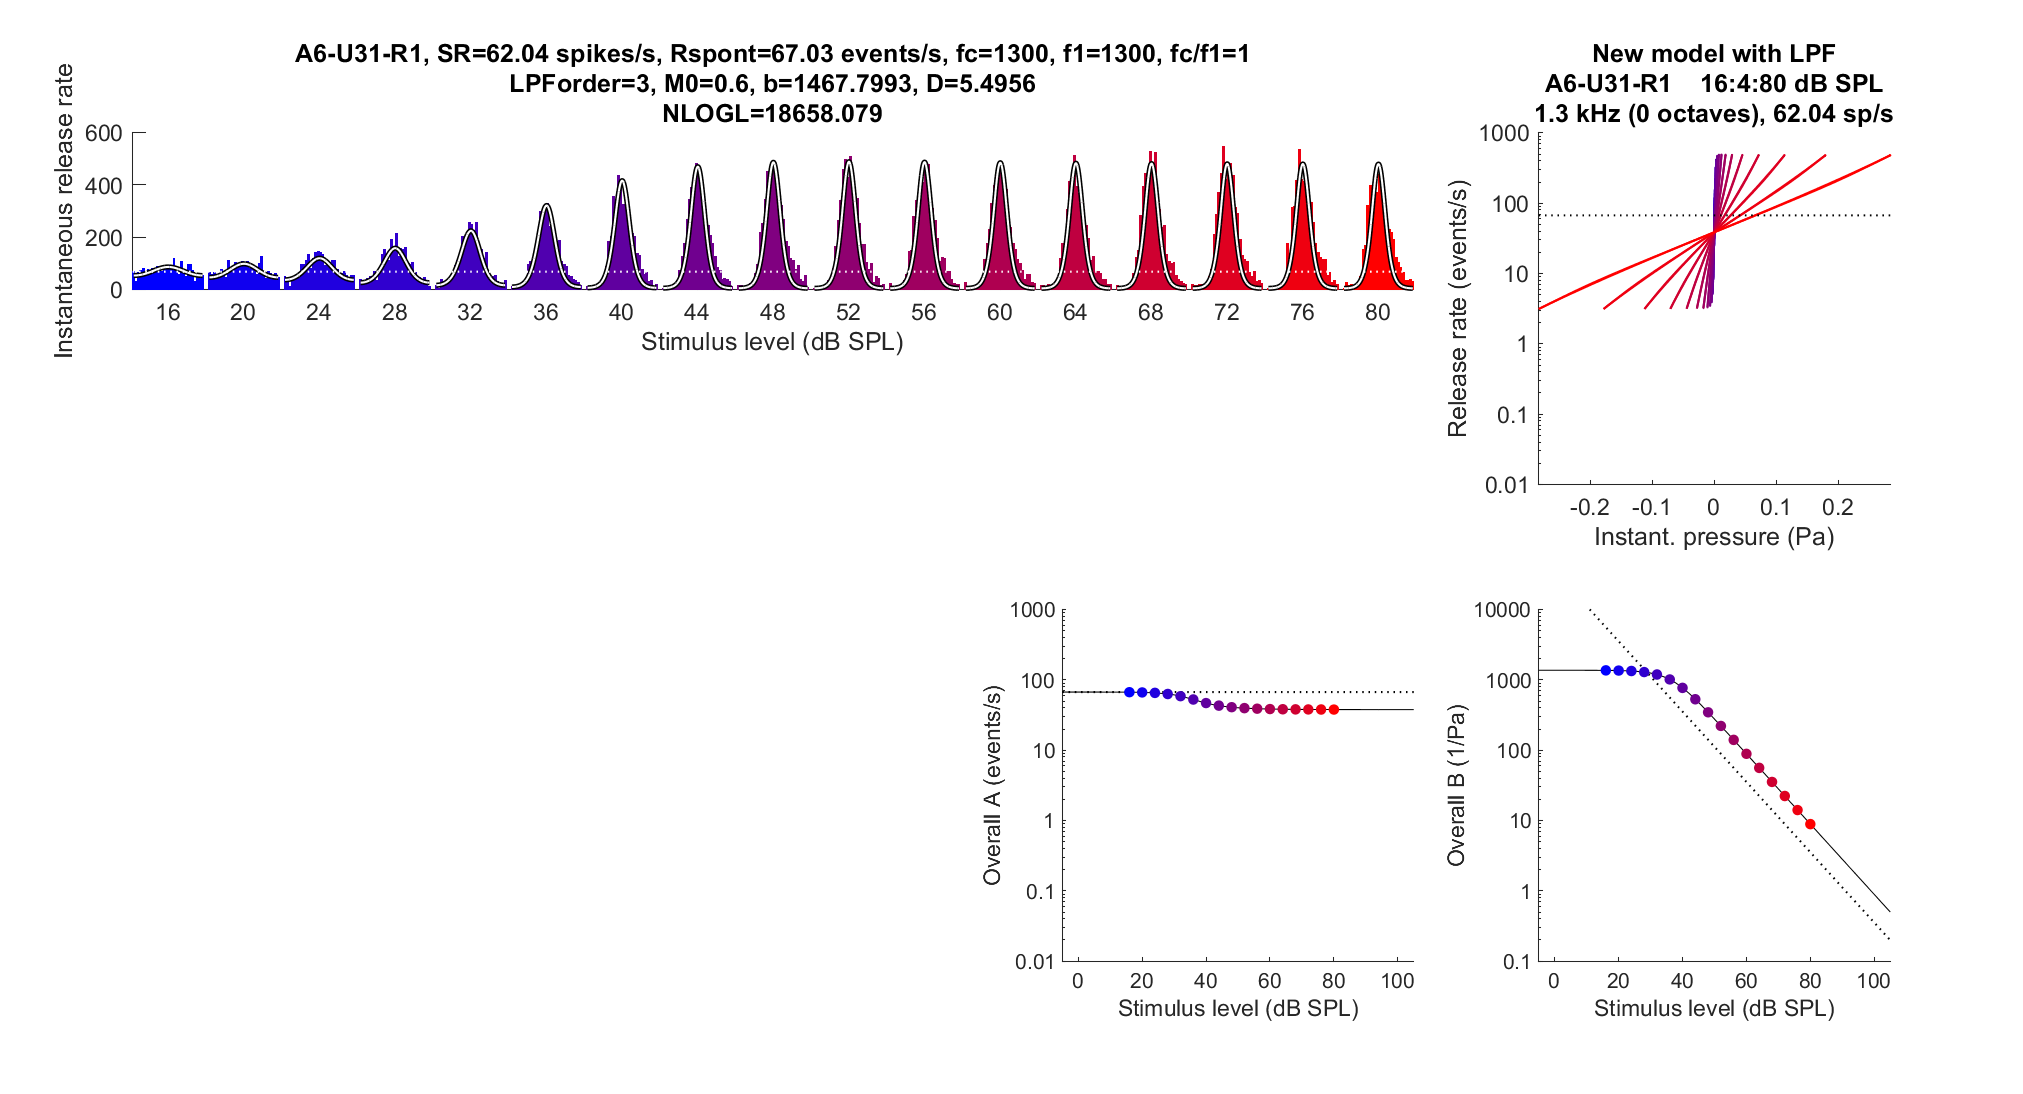 A6-U31-R1, SR=62.04 spikes/s, Rspont=67.03 events/s, fc=1300, f1=1300, fc/f1=1
LPForder=3, M0=0.6, b=1467.7993, D=5.4956
NLOGL=18658.079
Instantaneous release rate
600
400
200
0
16 20 24 28 32 36 40 44 48 52 56 60 64 68 72 76 80
Stimulus level (dB SPL)
New model with LPF
A6-U31-R1 16:4:80 dB SPL
1.3 kHz (0 octaves), 62.04 sp/s
Release rate (events/s)
1000
100
10
1
0.1
0.01
-0.2 -0.1 0 0.1 0.2
Instant. pressure (Pa)
Overall A (events/s)
1000
100
10
1
0.1
0.01
0 20 40 60 80 100
Stimulus level (dB SPL)
Overall B (1/Pa)
10000
1000
100
10
1
0.1
0 20 40 60 80 100
Stimulus level (dB SPL)